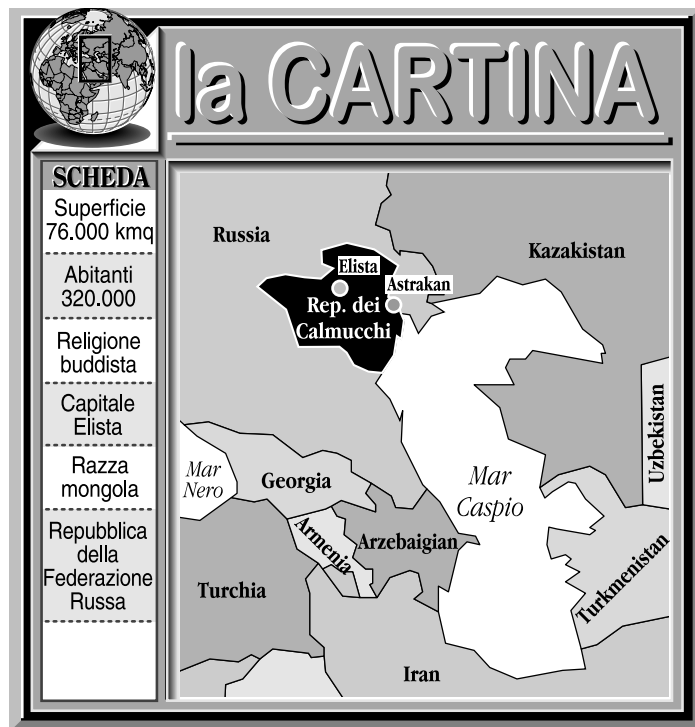 la CARTINA
SCHEDA
Superficie
76.000 kmq
Abitanti
320.000
Religione
buddista
Capitale
Elista
Razza
mongola
Repubblica
della
Federazione
Russa
Russia
Kazakistan
Elista
Astrakan
Rep. dei
Calmucchi
Uzbekistan
Mar
Nero
Georgia
Mar
Caspio
Armenia
Arzebaigian
Turkmenistan
Turchia
Iran